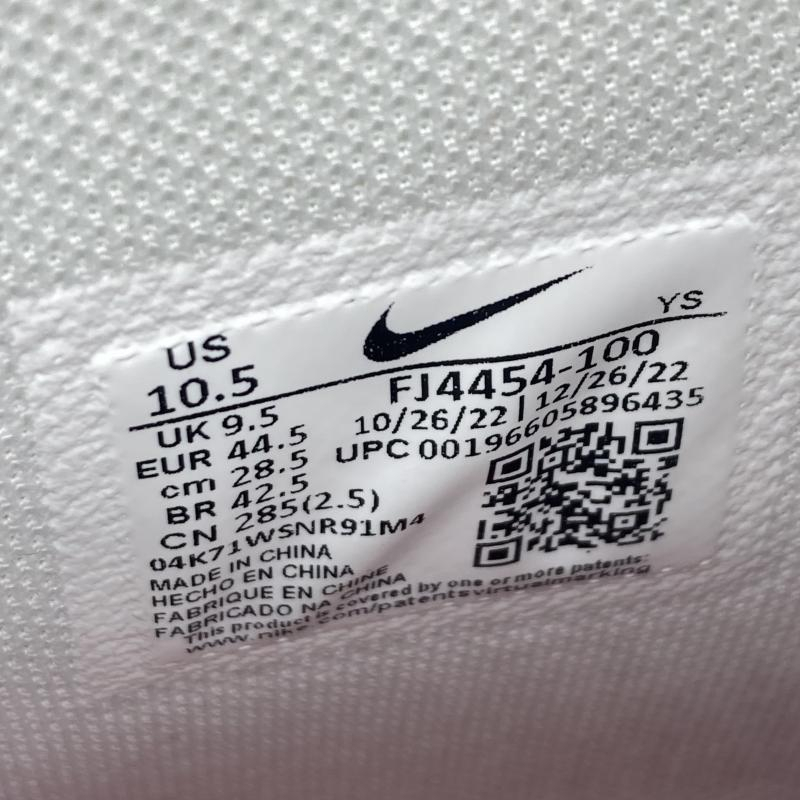 US
10.5
YS
FJ4454-100
UK 9.5
10/26/22 | 12/26/22
EUR 44.5
UPC 00196605896435
cm 28.5
BR 42.5
CN 285(2.5)
04K71WSNR91M4
MADE IN CHINA
HECHO EN CHINA
FABRIQUE EN CHINE
FABRICADO NA CHINA
This product is covered by one or more patents:
www.nike.com/patentsvirtualmarking